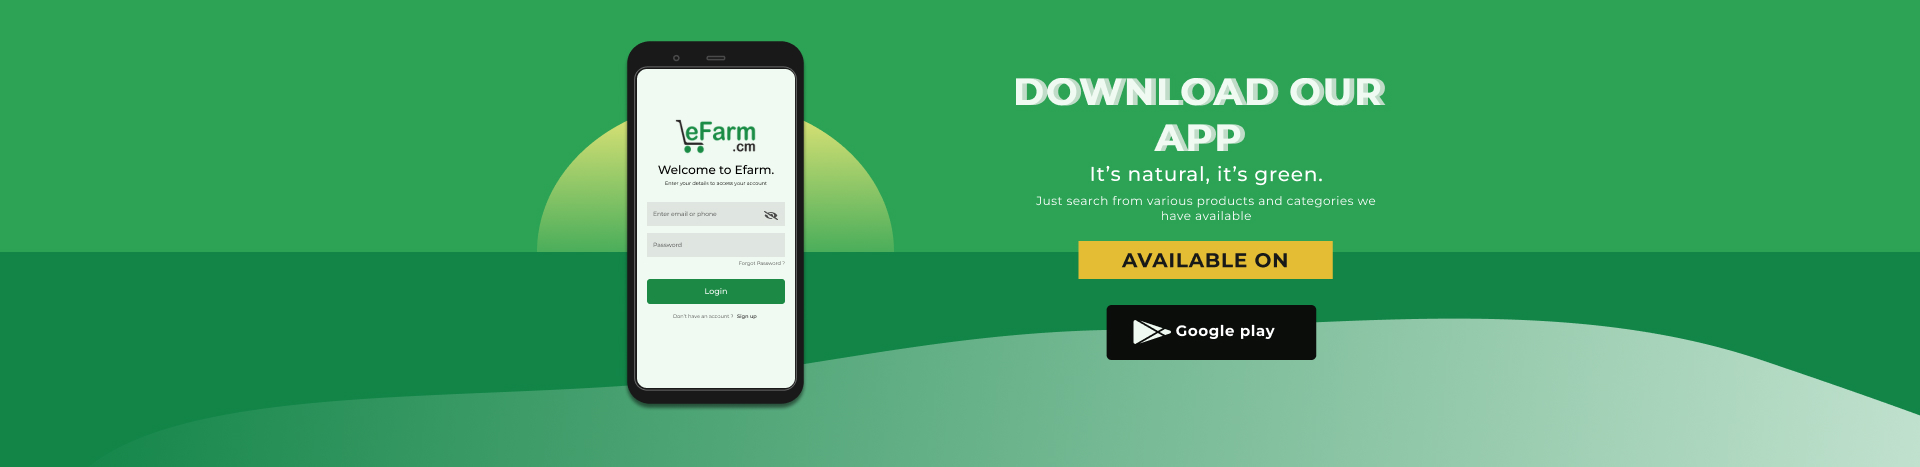 eFarm
.cm
Welcome to Efarm.
Enter your details to access your account
Enter email or phone
Password
Forgot Password ?
Login
Don't have an account ? Sign up
DOWNLOAD OUR
APP
It's natural, it's green.
Just search from various products and categories we
have available
AVAILABLE ON
Google play